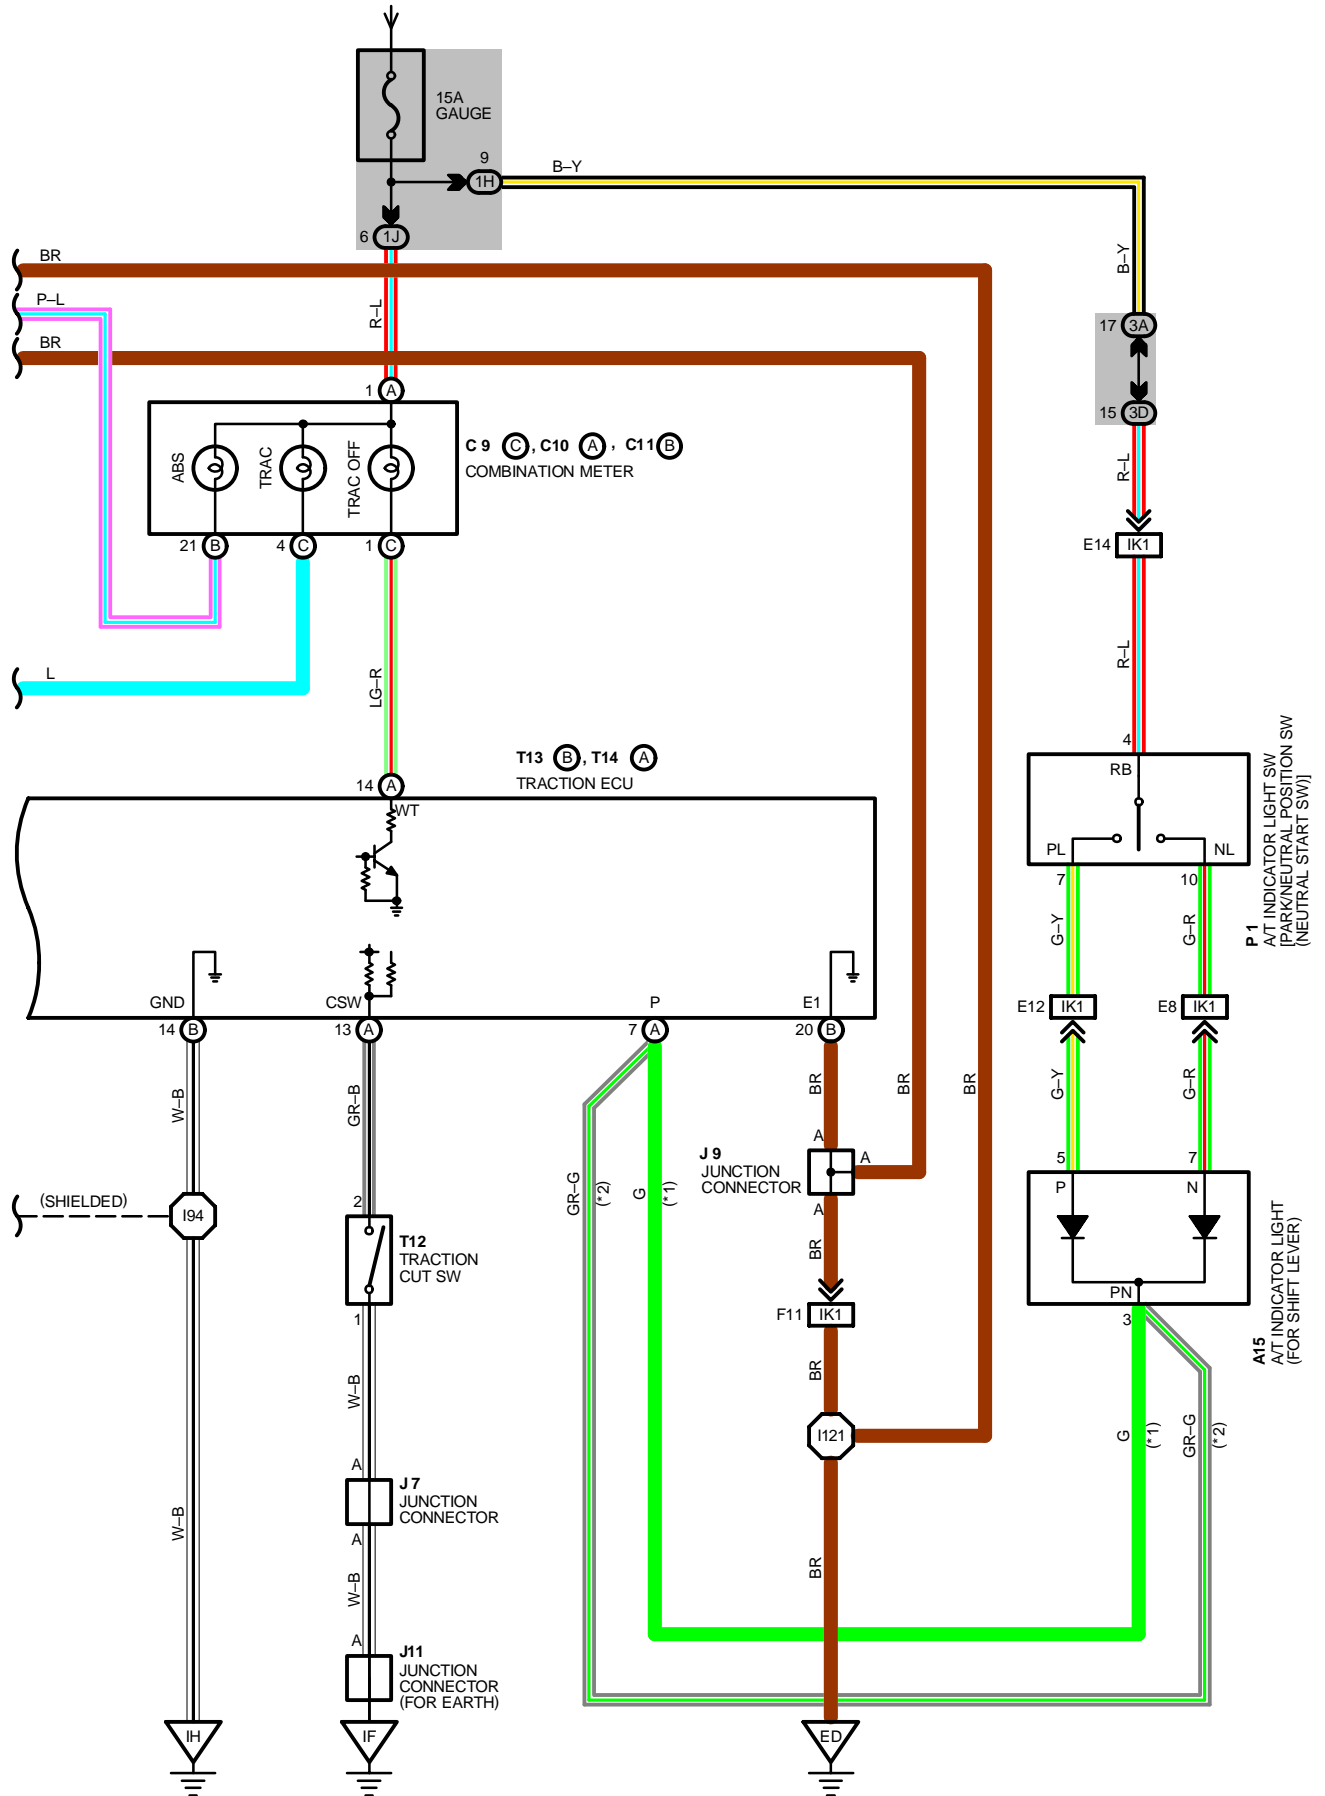 15A
GAUGE
9
1H
B–Y
6
1J
BR
P–L
BR
R–L
B–Y
17
3A
15
3D
1
A
ABS
TRAC
TRAC OFF
C 9 C , C10 A , C11 B
COMBINATION METER
21
B
4
C
1
C
R–L
E14
IK1
R–L
L
LG–R
T13 B , T14 A
TRACTION ECU
14
A
WT
4
RB
PL
NL
7
10
P 1
A/T INDICATOR LIGHT SW
[PARK/NEUTRAL POSITION SW
(NEUTRAL START SW)]
G–Y
G–R
GND
CSW
P
E1
14
B
13
A
7
A
20
B
E12
IK1
E8
IK1
W–B
GR–B
BR
BR
BR
G–Y
G–R
A
J 9
JUNCTION
CONNECTOR
A
A
GR–G
(*2)
G
(*1)
5
7
P
N
PN
3
A15
A/T INDICATOR LIGHT
(FOR SHIFT LEVER)
(SHIELDED)
I94
2
T12
TRACTION
CUT SW
1
BR
F11
IK1
BR
I121
W–B
G
(*1)
GR–G
(*2)
A
J 7
JUNCTION
CONNECTOR
A
W–B
W–B
BR
A
J11
JUNCTION
CONNECTOR
(FOR EARTH)
IH
IF
ED